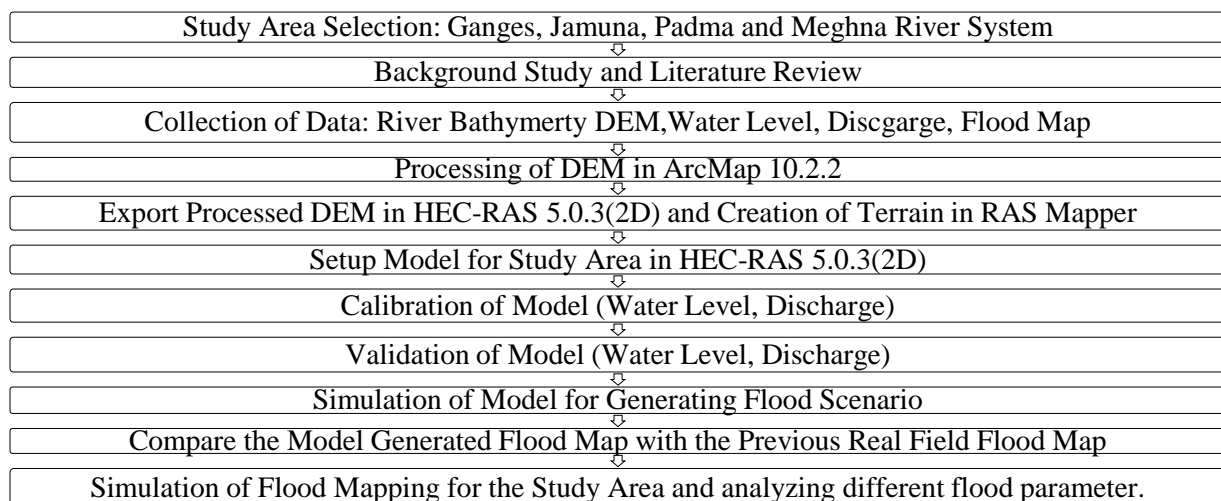 Study Area Selection: Ganges, Jamuna, Padma and Meghna River System
Background Study and Literature Review
Collection of Data: River Bathymerty DEM,Water Level, Discgarge, Flood Map
Processing of DEM in ArcMap 10.2.2
Export Processed DEM in HEC-RAS 5.0.3(2D) and Creation of Terrain in RAS Mapper
Setup Model for Study Area in HEC-RAS 5.0.3(2D)
Calibration of Model (Water Level, Discharge)
Validation of Model (Water Level, Discharge)
Simulation of Model for Generating Flood Scenario
Compare the Model Generated Flood Map with the Previous Real Field Flood Map
Simulation of Flood Mapping for the Study Area and analyzing different flood parameter.